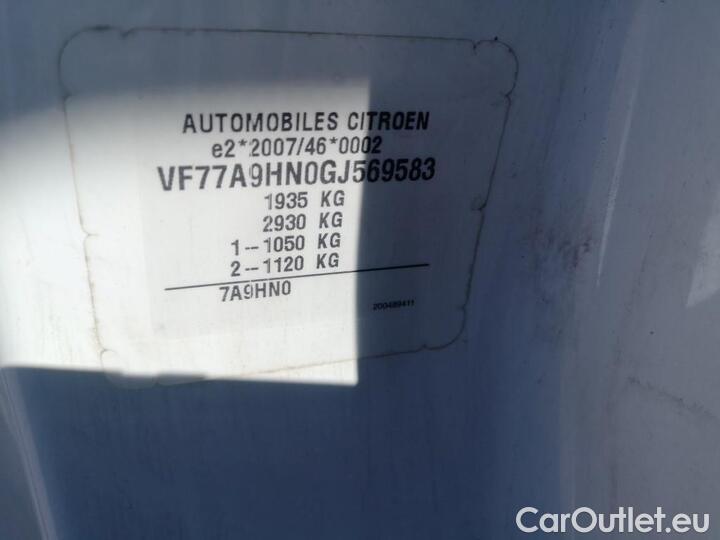 AUTOMOBILES CITROEN
e2*2007/46*0002
VF77A9HN0GJ569583
1935 KG
2930 KG
1--1050 KG
2--1120 KG
7A9HN0
200489411
CarOutlet.eu